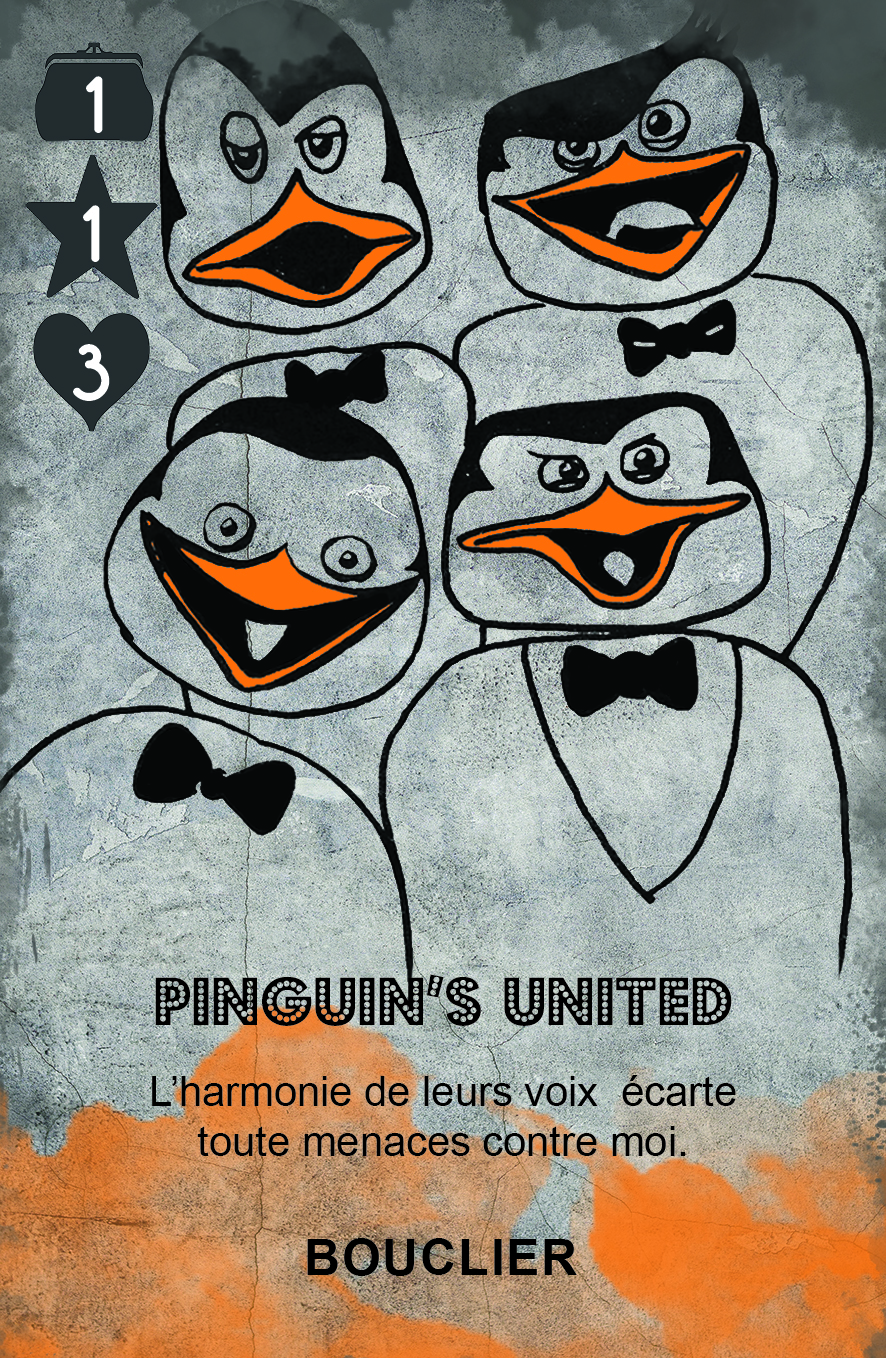 1
1
3
PINGUIN'S UNITED
L'harmonie de leurs voix  écarte
toute menaces contre moi.
BOUCLIER